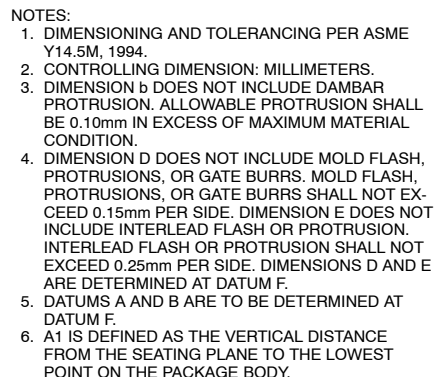 NOTES:
1. DIMENSIONING AND TOLERANCING PER ASME
Y14.5M, 1994.
2. CONTROLLING DIMENSION: MILLIMETERS.
3. DIMENSION b DOES NOT INCLUDE DAMBAR
PROTRUSION. ALLOWABLE PROTRUSION SHALL
BE 0.10mm IN EXCESS OF MAXIMUM MATERIAL
CONDITION.
4. DIMENSION D DOES NOT INCLUDE MOLD FLASH,
PROTRUSIONS, OR GATE BURRS. MOLD FLASH,
PROTRUSIONS, OR GATE BURRS SHALL NOT EX-
CEED 0.15mm PER SIDE. DIMENSION E DOES NOT
INCLUDE INTERLEAD FLASH OR PROTRUSION.
INTERLEAD FLASH OR PROTRUSION SHALL NOT
EXCEED 0.25mm PER SIDE. DIMENSIONS D AND E
ARE DETERMINED AT DATUM F.
5. DATUMS A AND B ARE TO BE DETERMINED AT
DATUM F.
6. A1 IS DEFINED AS THE VERTICAL DISTANCE
FROM THE SEATING PLANE TO THE LOWEST
POINT ON THE PACKAGE BODY.